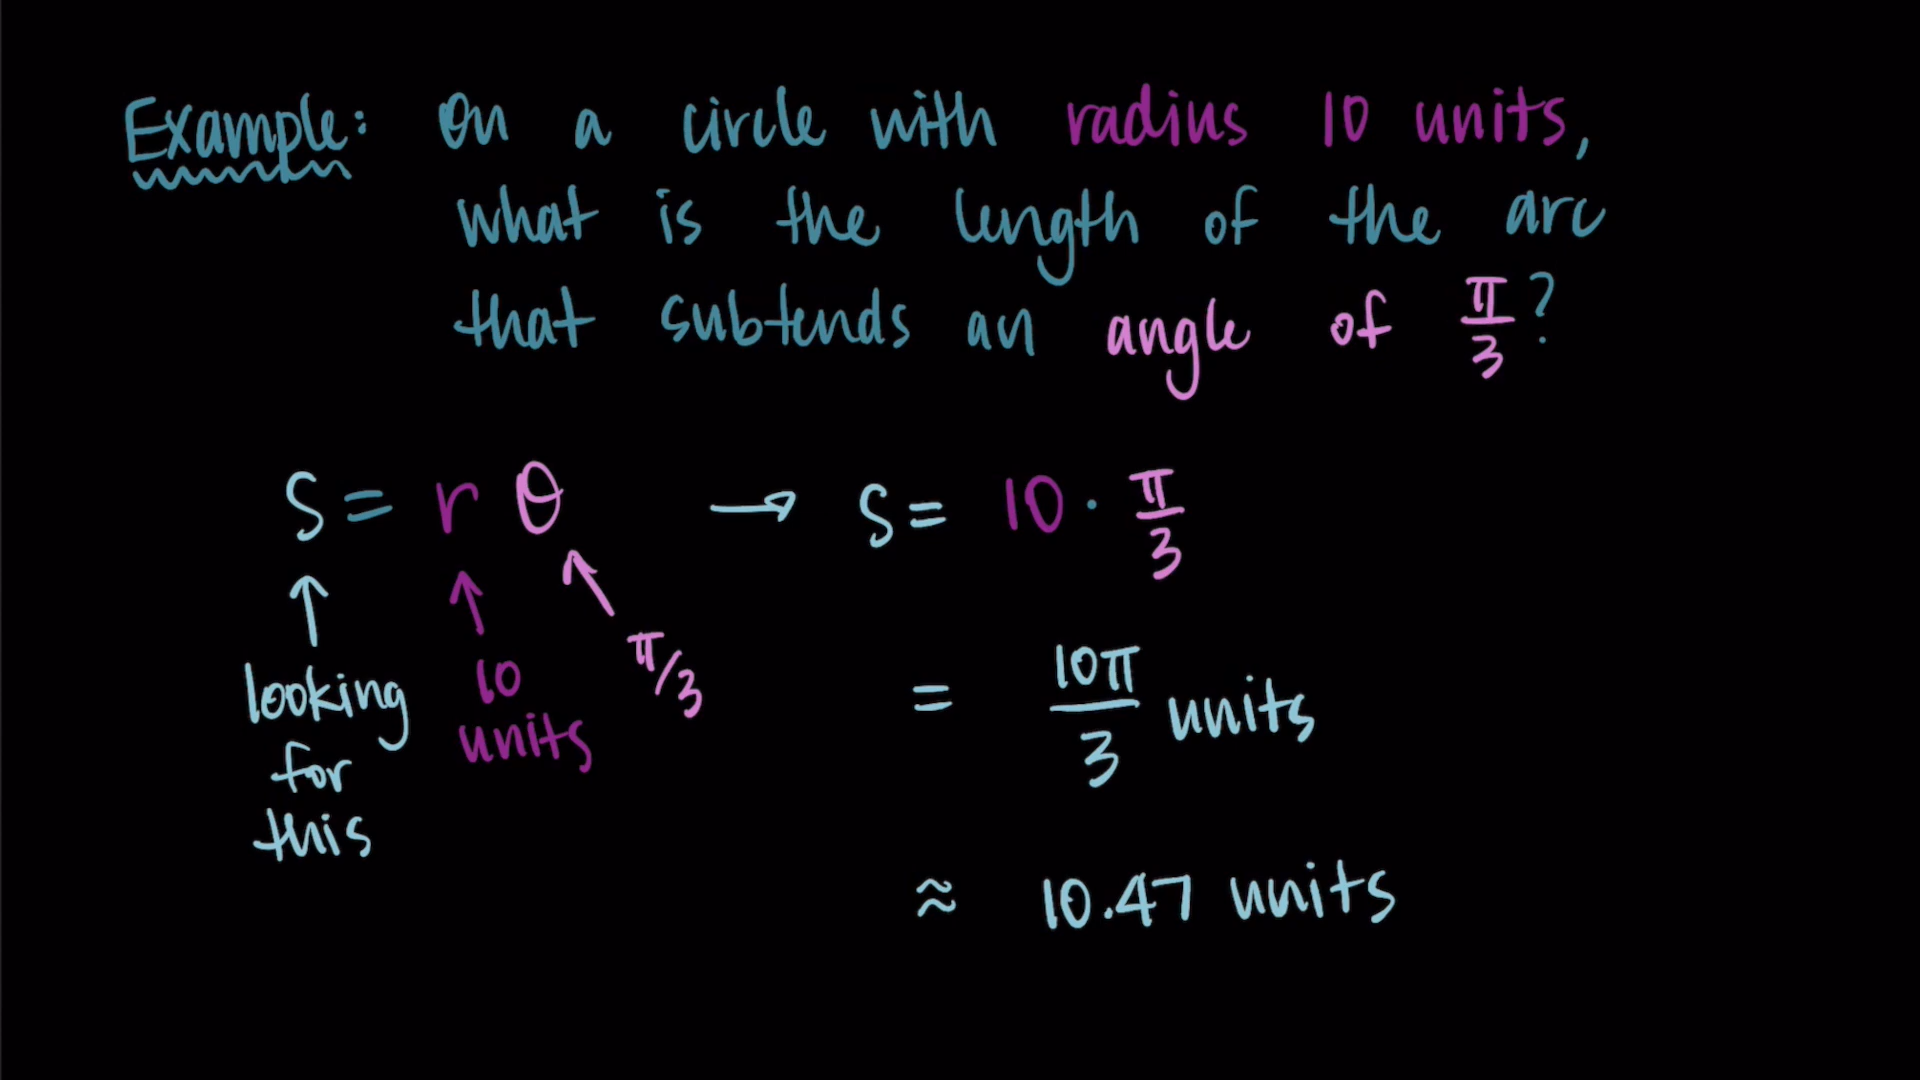 Example: On a circle with radius 10 units,
what is the length of the arc
that subtends an angle of π/3?
S = r θ → S = 10 · π/3
looking for this
10 units
π/3
= 10π/3 units
≈ 10.47 units